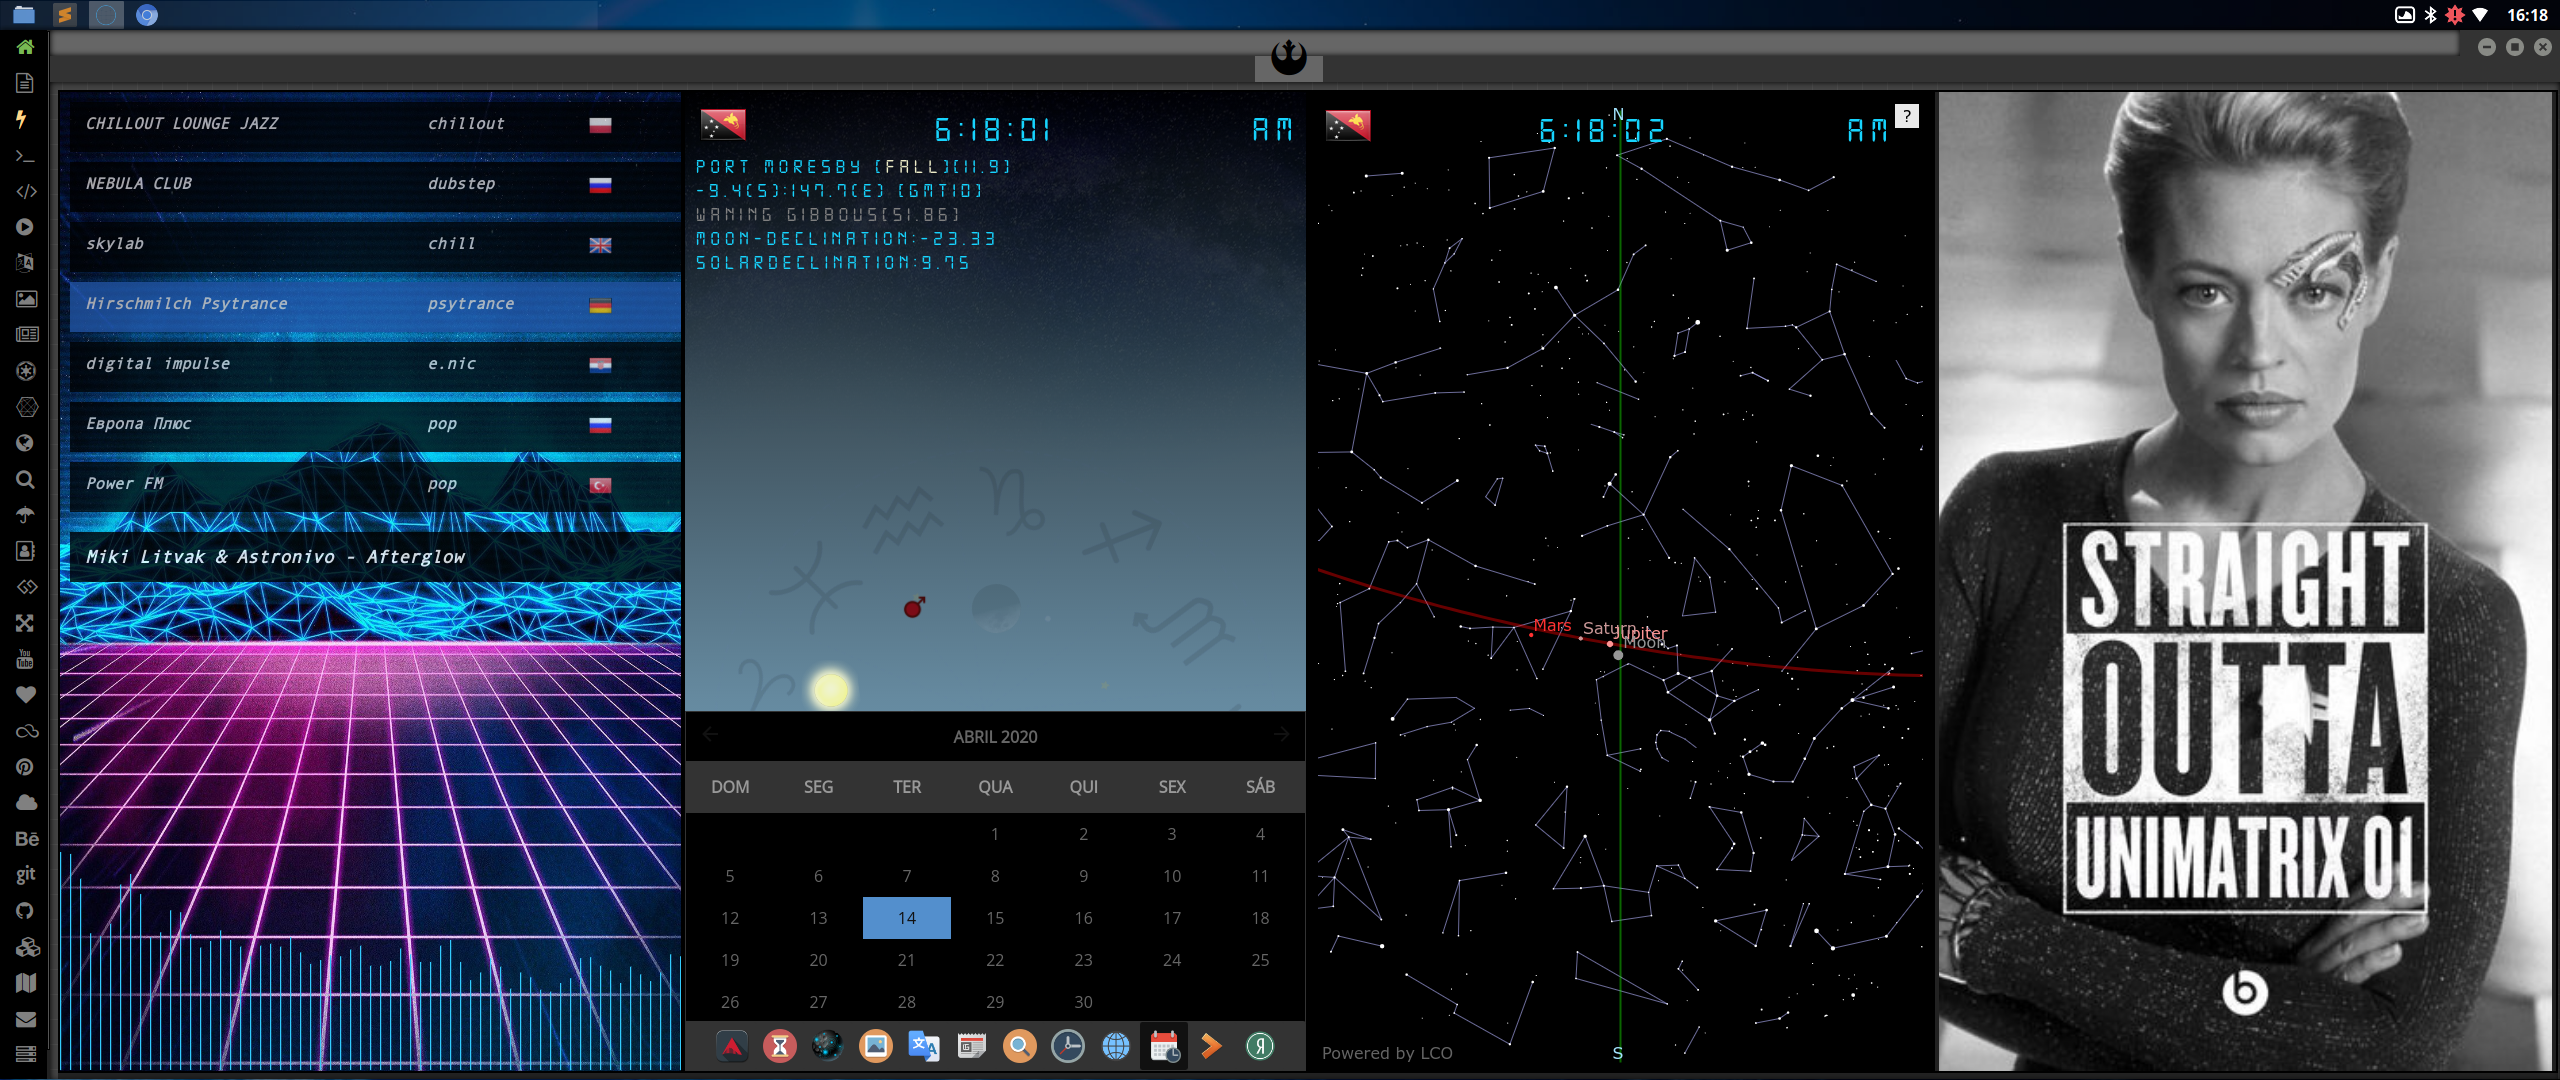 16:18
CHILLOUT LOUNGE JAZZ chillout
NEBULA CLUB dubstep
skylab chill
Hirschmilch Psytrance psytrance
digital impulse e.nic
Европа Плюс pop
Power FM pop
Miki Litvak & Astronivo - Afterglow
You
Tube
Bē
git
6:18:01 AM
PORT MORESBY [FALL][11.9]
-9.4(S):147.7(E) [GMT10]
WANING GIBBOUS[51.86]
MOON-DECLINATION:-23.33
SOLARDECLINATION:9.75
ABRIL 2020
DOM SEG TER QUA QUI SEX SÁB
1 2 3 4
5 6 7 8 9 10 11
12 13 14 15 16 17 18
19 20 21 22 23 24 25
26 27 28 29 30
文A
Я
N
6:18:02 AM
?
Mars
Saturn
Jupiter
Moon
S
Powered by LCO
STRAIGHT
OUTTA
UNIMATRIX 01
b